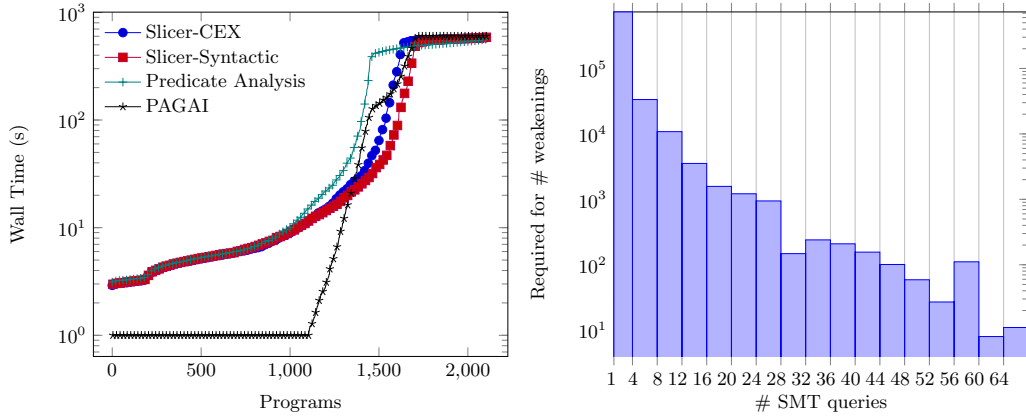 Slicer-CEX
Slicer-Syntactic
Predicate Analysis
PAGAI
10^3
10^2
10^1
10^0
Wall Time (s)
0 500 1,000 1,500 2,000
Programs
10^5
10^4
10^3
10^2
10^1
Required for # weakenings
1 4 8 12 16 20 24 28 32 36 40 44 48 52 56 60 64
# SMT queries